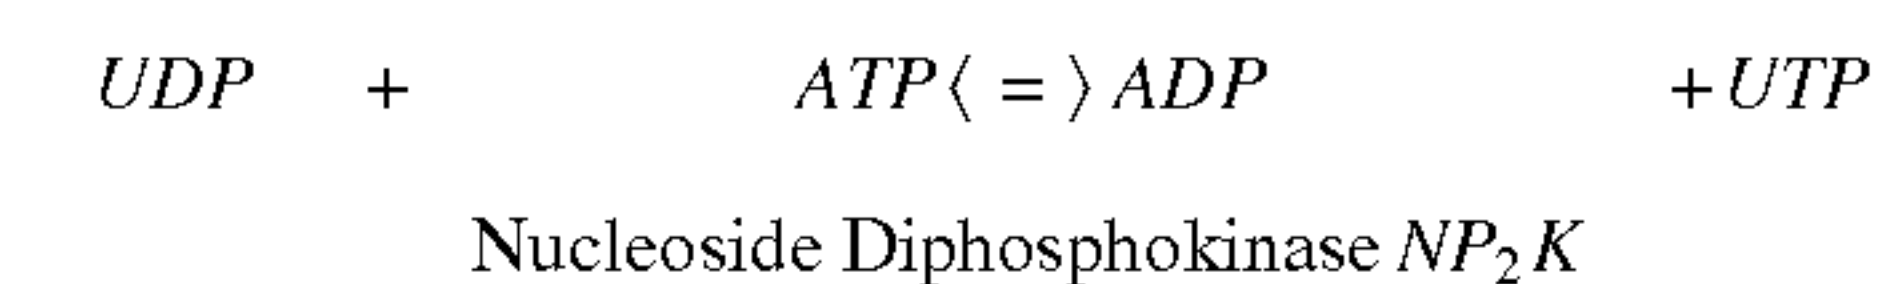 UDP + ATP⟨ = ⟩ ADP + UTP
Nucleoside Diphosphokinase NP₂K